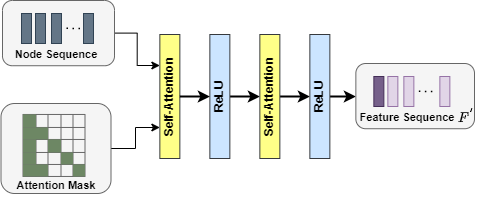 Node Sequence
Attention Mask
Self-Attention
ReLU
Self-Attention
ReLU
Feature Sequence F'